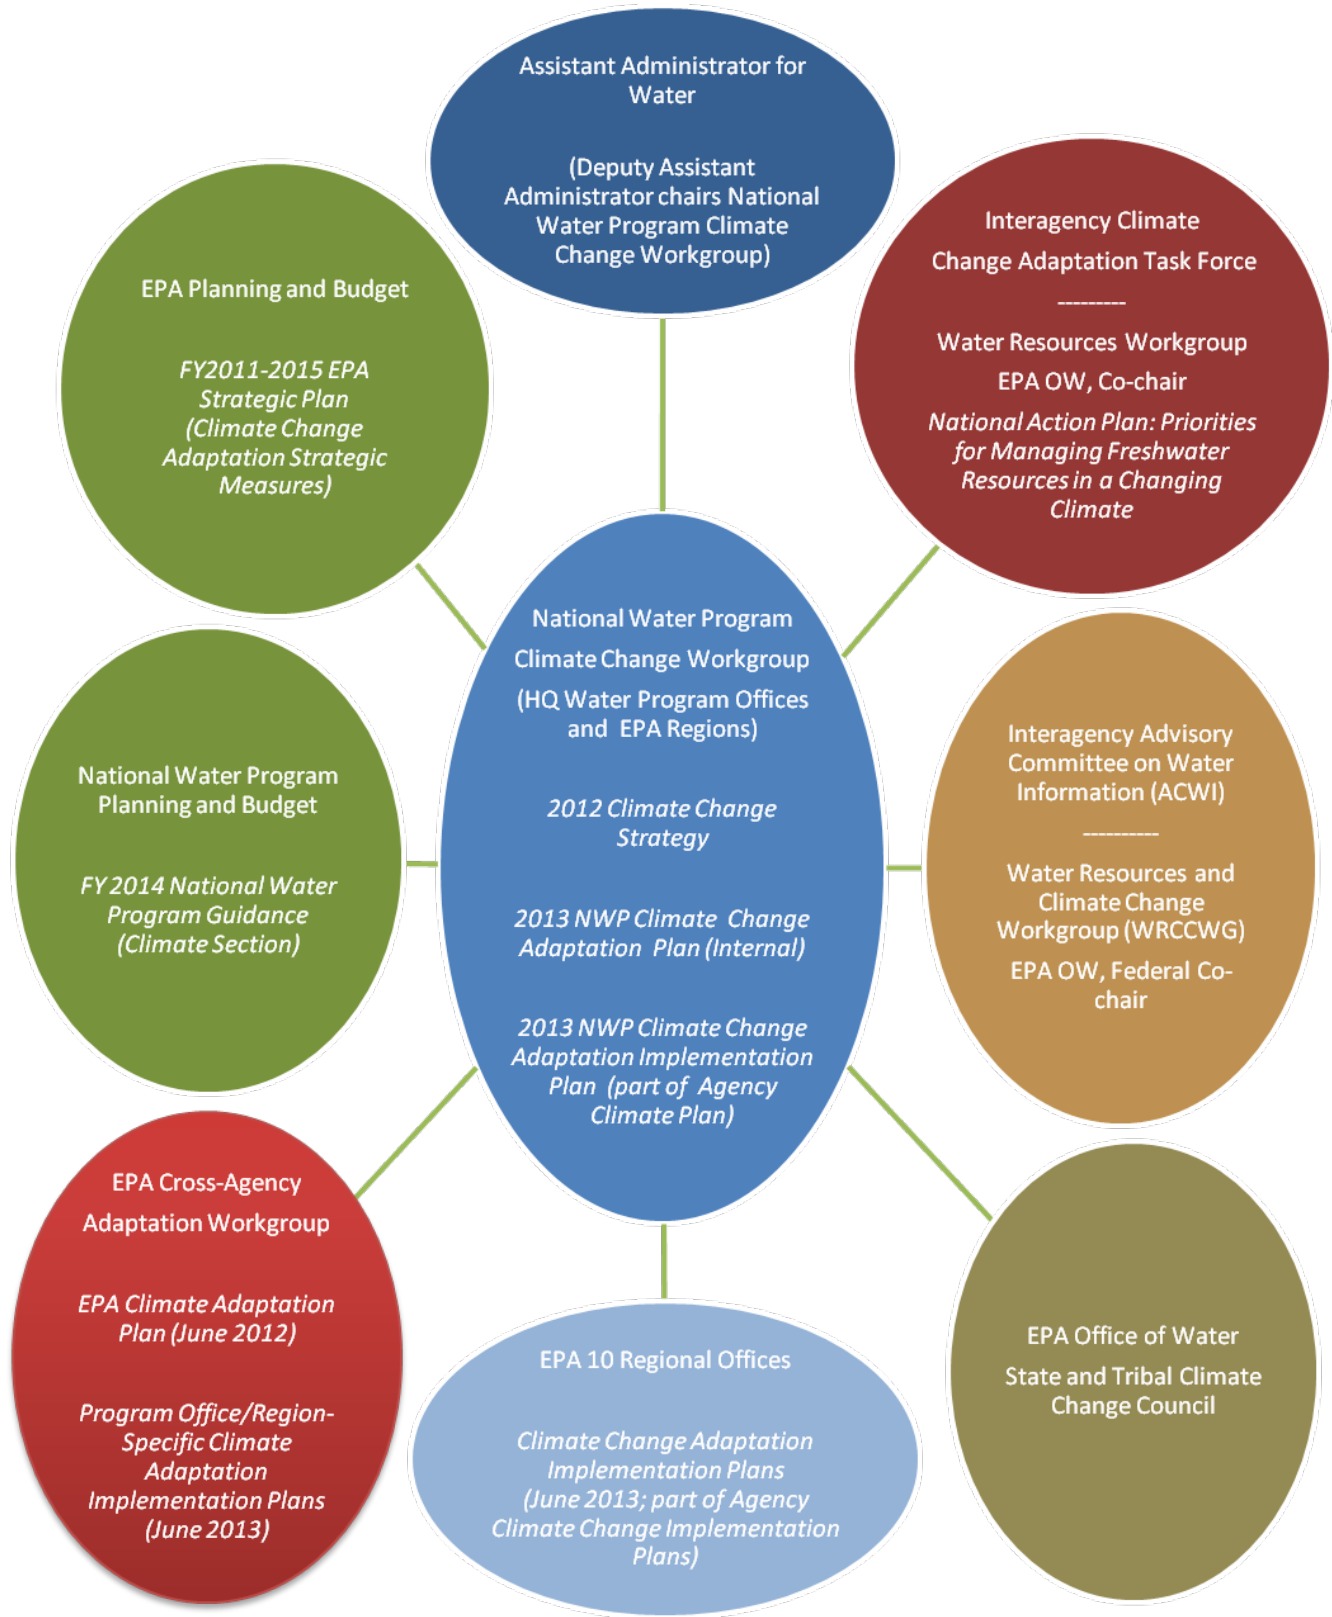 Assistant Administrator for
Water
(Deputy Assistant
Administrator chairs National
Water Program Climate
Change Workgroup)
EPA Planning and Budget
FY2011-2015 EPA
Strategic Plan
(Climate Change
Adaptation Strategic
Measures)
Interagency Climate
Change Adaptation Task Force
---------
Water Resources Workgroup
EPA OW, Co-chair
National Action Plan: Priorities
for Managing Freshwater
Resources in a Changing
Climate
National Water Program
Climate Change Workgroup
(HQ Water Program Offices
and EPA Regions)
2012 Climate Change
Strategy
2013 NWP Climate Change
Adaptation Plan (Internal)
2013 NWP Climate Change
Adaptation Implementation
Plan (part of Agency
Climate Plan)
National Water Program
Planning and Budget
FY 2014 National Water
Program Guidance
(Climate Section)
Interagency Advisory
Committee on Water
Information (ACWI)
----------
Water Resources and
Climate Change
Workgroup (WRCCWG)
EPA OW, Federal Co-
chair
EPA Cross-Agency
Adaptation Workgroup
EPA Climate Adaptation
Plan (June 2012)
Program Office/Region-
Specific Climate
Adaptation
Implementation Plans
(June 2013)
EPA 10 Regional Offices
Climate Change Adaptation
Implementation Plans
(June 2013; part of Agency
Climate Change Implementation
Plans)
EPA Office of Water
State and Tribal Climate
Change Council